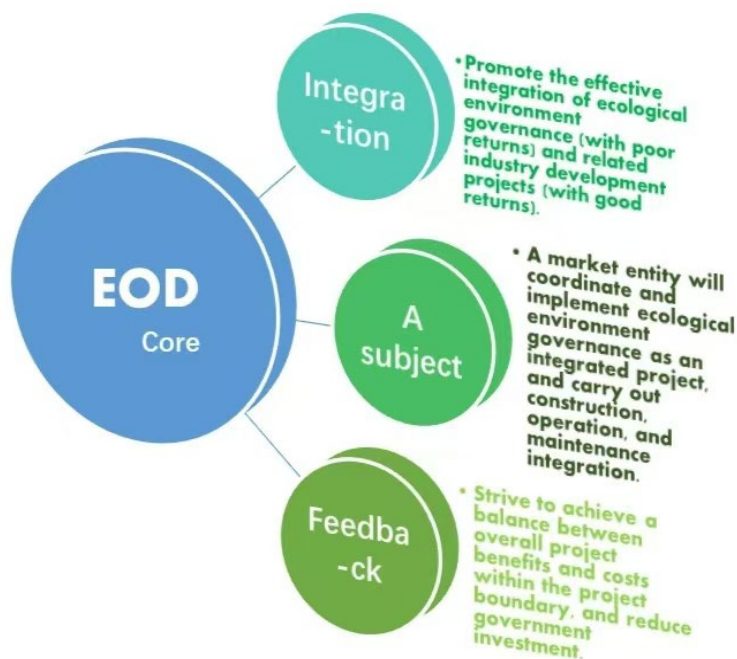 EOD
Core
Integra
-tion
• Promote the effective
integration of ecological
environment
governance (with poor
returns) and related
industry development
projects (with good
returns).
A
subject
• A market entity will
coordinate and
implement ecological
environment
governance as an
integrated project,
and carry out
construction,
operation, and
maintenance
integration.
Feedba
-ck
• Strive to achieve a
balance between
overall project
benefits and costs
within the project
boundary, and reduce
government
investment.